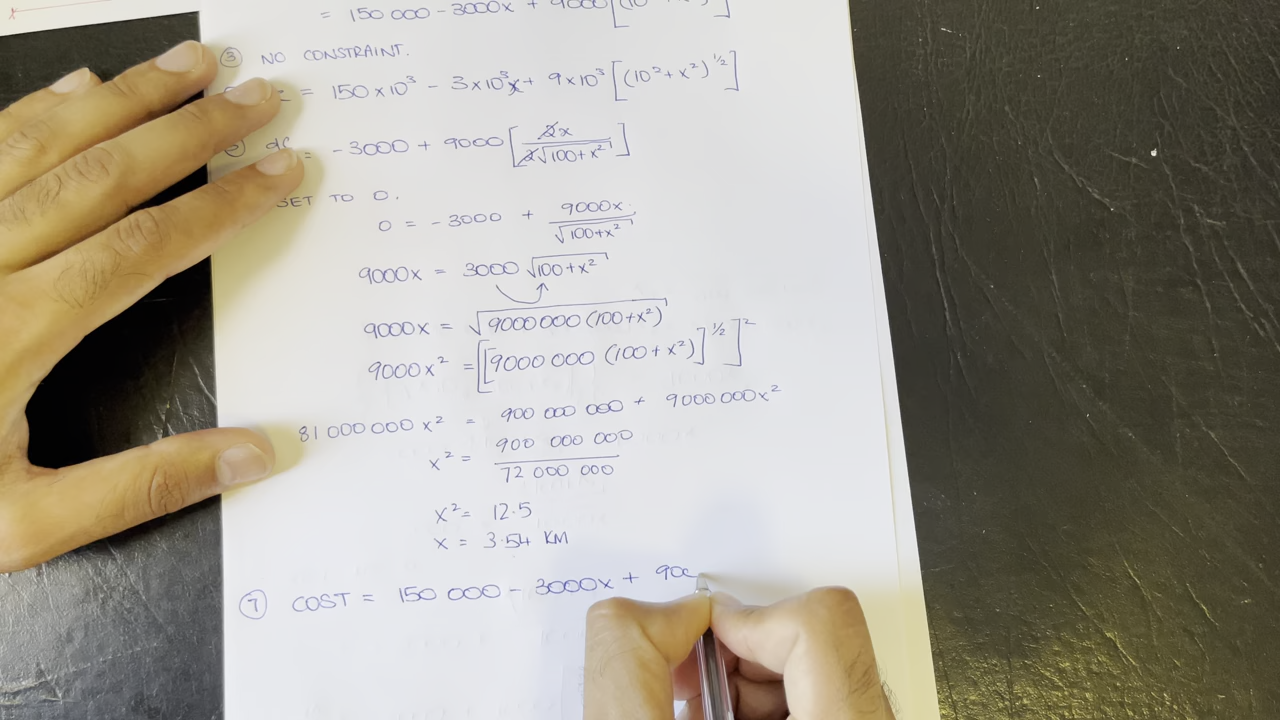 = 150 000 - 3000x + 9000[(10
③ NO CONSTRAINT.
= 150 × 10³ - 3 × 10³x + 9 × 10³ [(10² + x²)^1/2]
= -3000 + 9000 [2x / 2√100+x²]
SET TO 0.
0 = -3000 + 9000x / √100+x²
9000x = 3000 √100+x²
9000x = √9000000 (100+x²)
9000x² = [[9000 000 (100 + x²)]^1/2]²
81 000 000 x² = 900 000 000 + 9000 000x²
x² = 900 000 000 / 72 000 000
x² = 12.5
x = 3.54 KM
⑦ COST = 150 000 - 3000x + 900